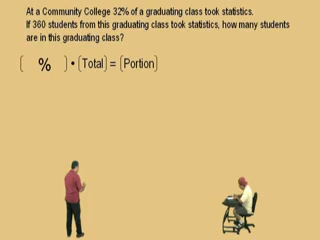 At a Community College 32% of a graduating class took statistics.
If 360 students from this graduating class took statistics, how many students
are in this graduating class?
( % ) • (Total) = (Portion)